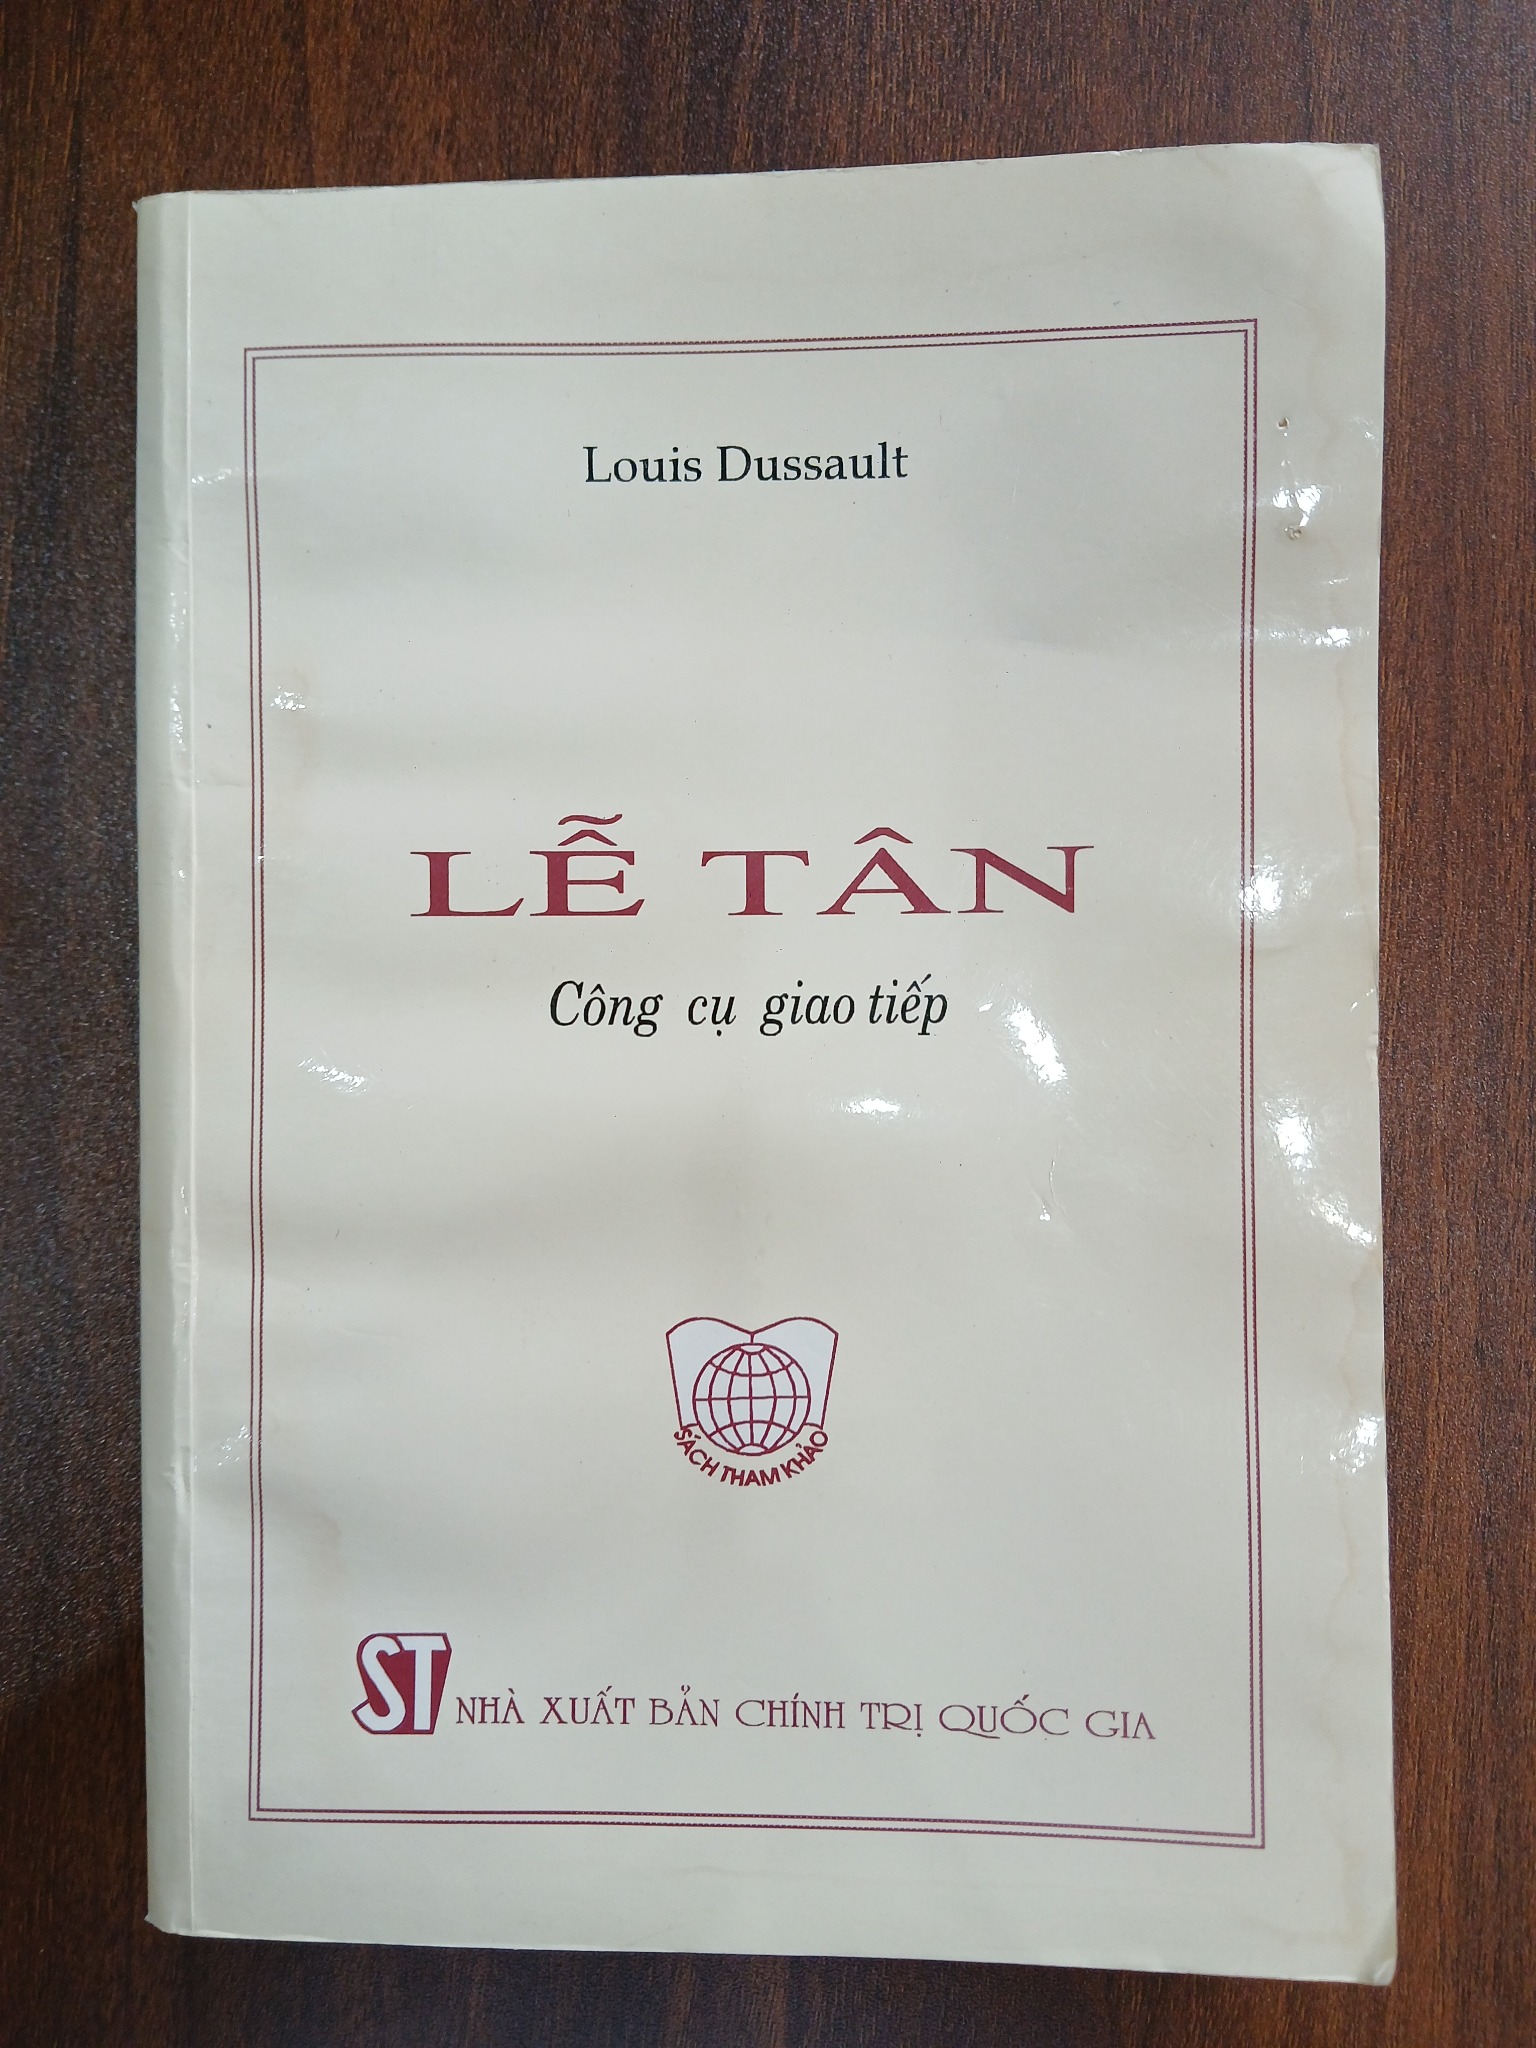 Louis Dussault
LỄ TÂN
Công cụ giao tiếp
SÁCH THAM KHẢO
ST NHÀ XUẤT BẢN CHÍNH TRỊ QUỐC GIA